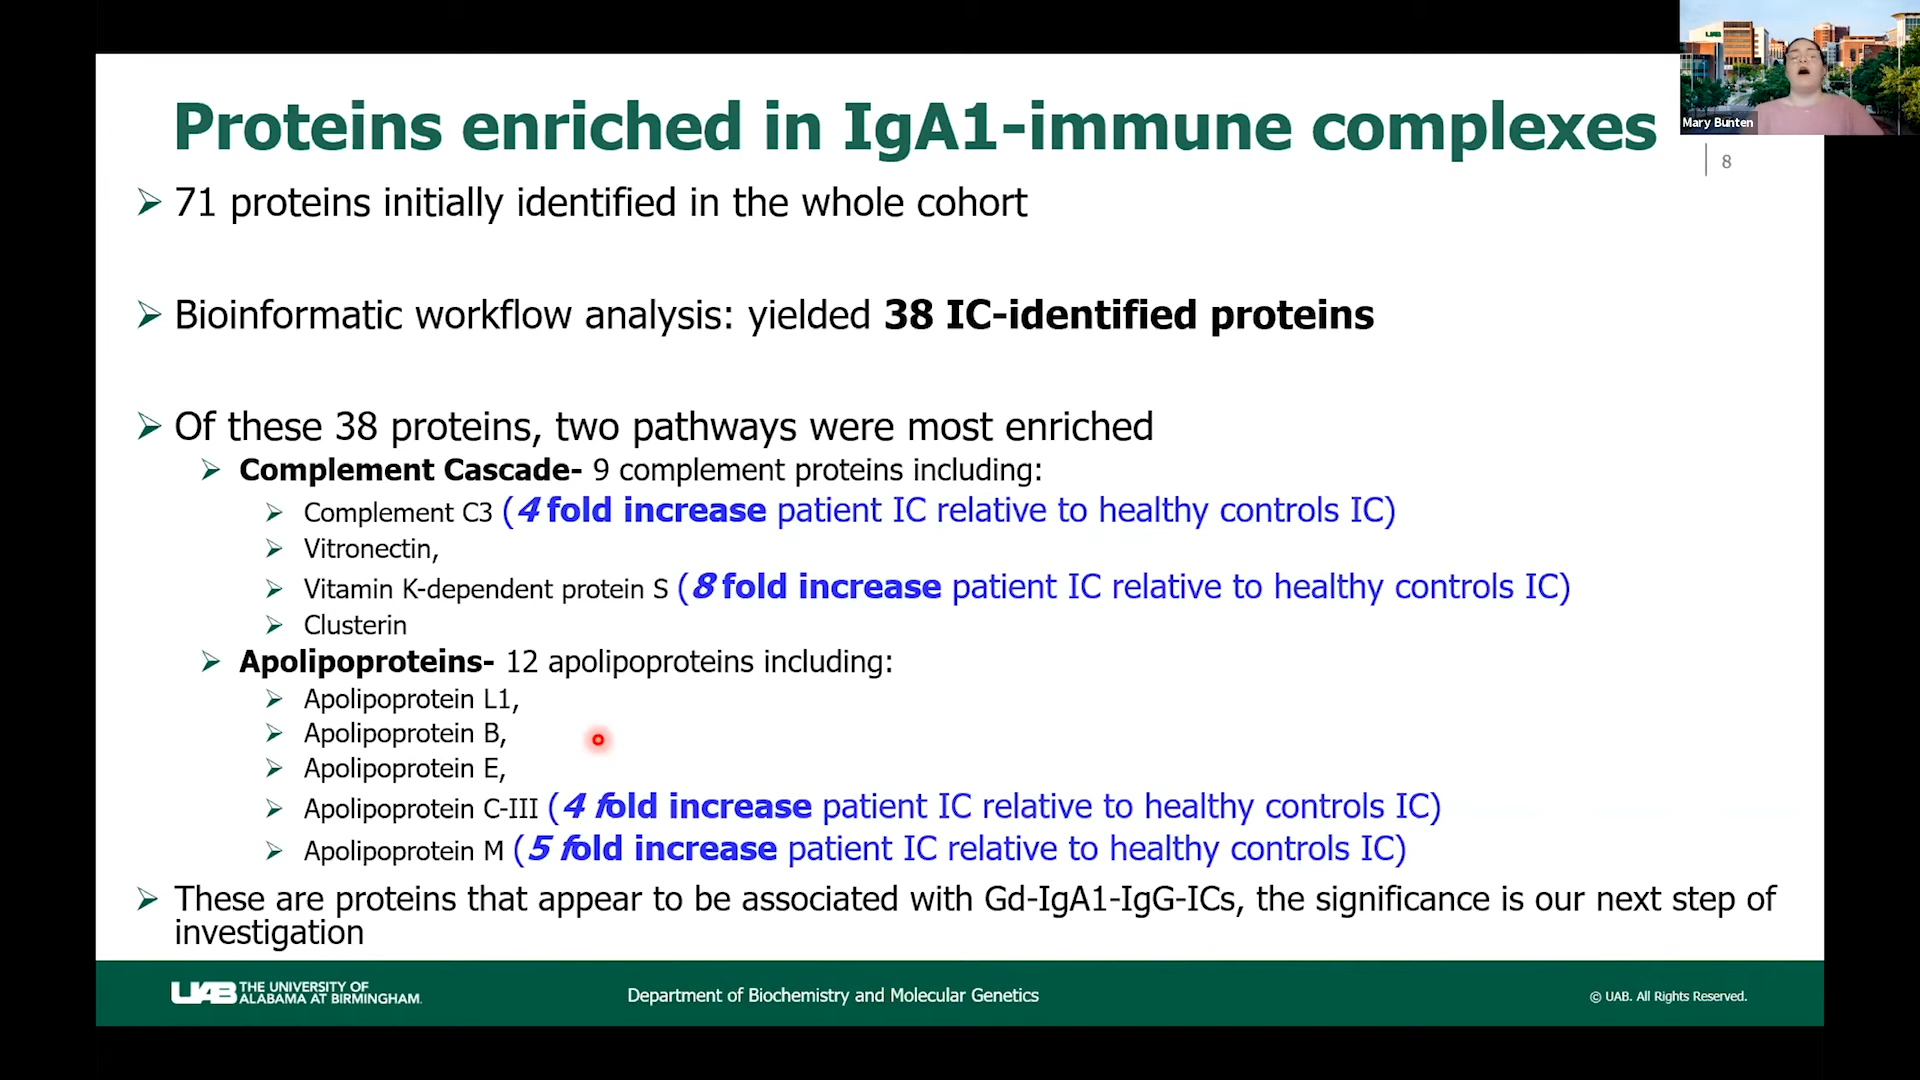 Proteins enriched in IgA1-immune complexes
UAB
Mary Bunten
8
71 proteins initially identified in the whole cohort
Bioinformatic workflow analysis: yielded 38 IC-identified proteins
Of these 38 proteins, two pathways were most enriched
Complement Cascade- 9 complement proteins including:
Complement C3 (4 fold increase patient IC relative to healthy controls IC)
Vitronectin,
Vitamin K-dependent protein S (8 fold increase patient IC relative to healthy controls IC)
Clusterin
Apolipoproteins- 12 apolipoproteins including:
Apolipoprotein L1,
Apolipoprotein B,
Apolipoprotein E,
Apolipoprotein C-III (4 fold increase patient IC relative to healthy controls IC)
Apolipoprotein M (5 fold increase patient IC relative to healthy controls IC)
These are proteins that appear to be associated with Gd-IgA1-IgG-ICs, the significance is our next step of
investigation
UAB THE UNIVERSITY OF
ALABAMA AT BIRMINGHAM.
Department of Biochemistry and Molecular Genetics
© UAB. All Rights Reserved.